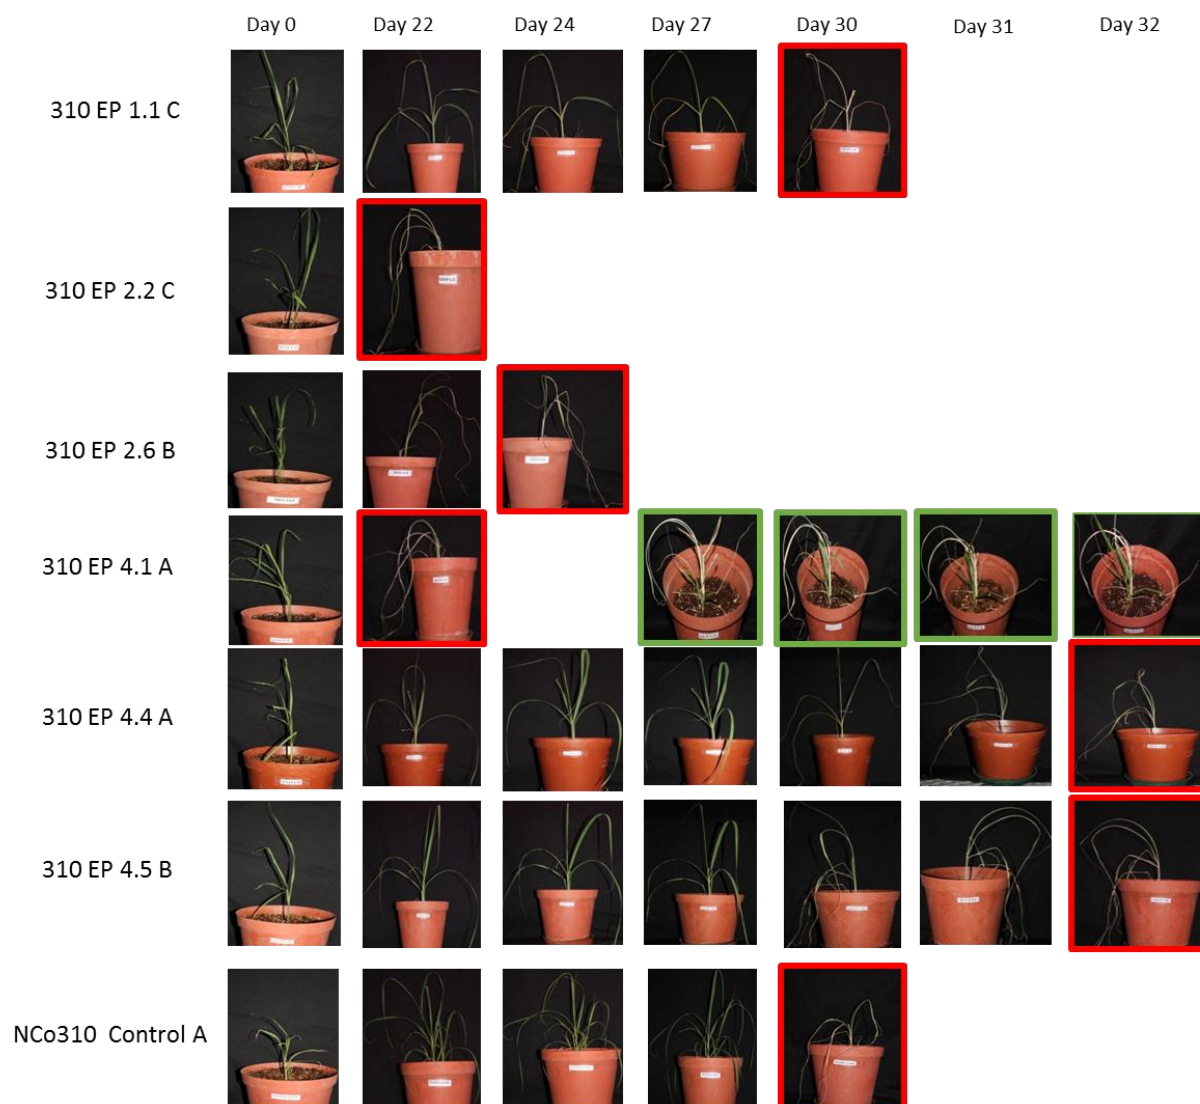 Day 0 Day 22 Day 24 Day 27 Day 30 Day 31 Day 32
310 EP 1.1 C
310 EP 2.2 C
310 EP 2.6 B
310 EP 4.1 A
310 EP 4.4 A
310 EP 4.5 B
NCo310 Control A